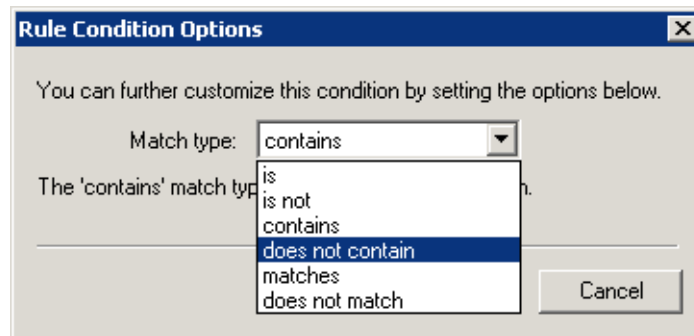 Rule Condition Options
You can further customize this condition by setting the options below.
Match type: contains
is
The 'contains' match typ
is not
contains
does not contain
matches
does not match
Cancel